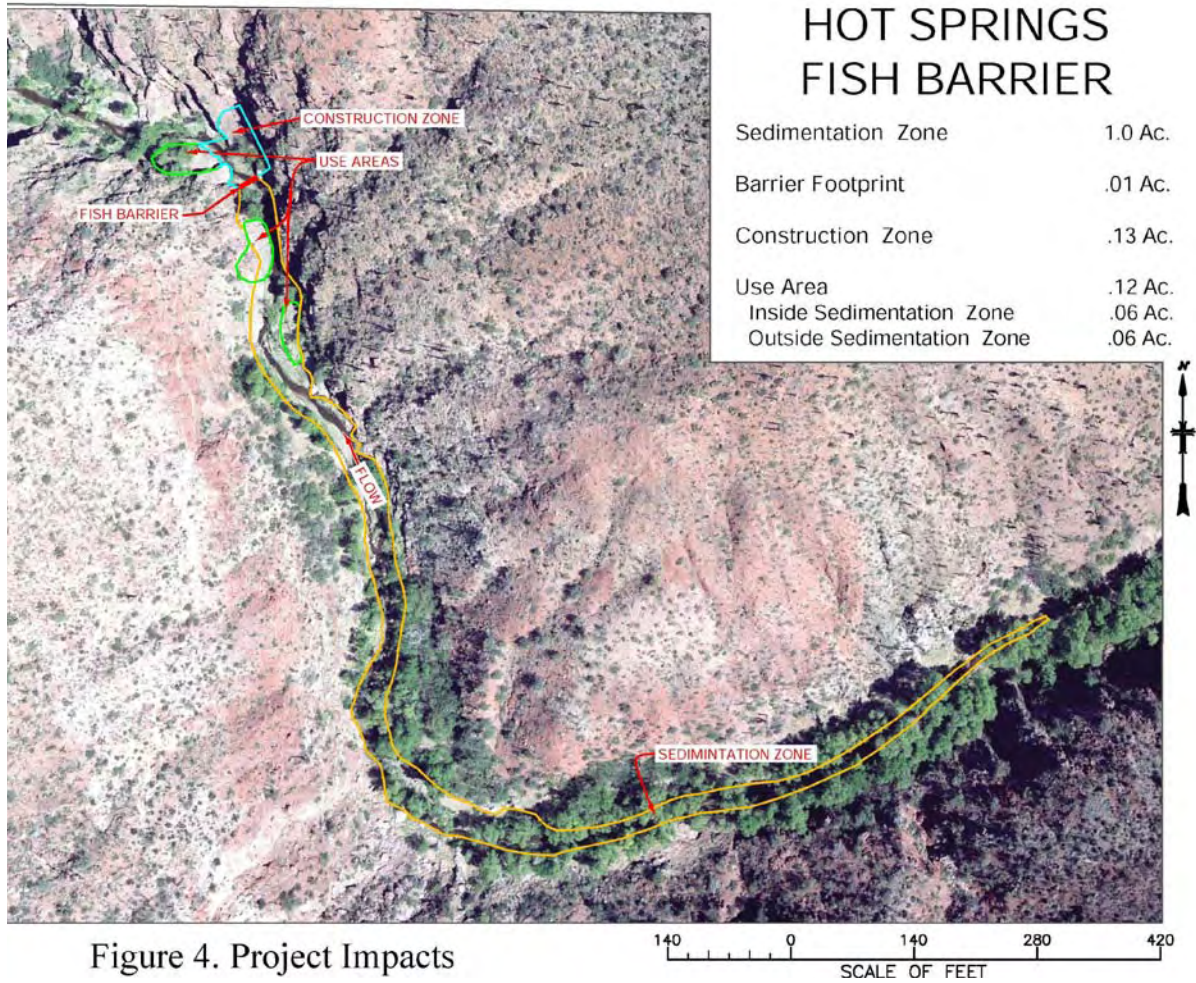 HOT SPRINGS
FISH BARRIER
Sedimentation Zone 1.0 Ac.
Barrier Footprint .01 Ac.
Construction Zone .13 Ac.
Use Area .12 Ac.
Inside Sedimentation Zone .06 Ac.
Outside Sedimentation Zone .06 Ac.
CONSTRUCTION ZONE
USE AREAS
FISH BARRIER
N
FLOW
SEDIMINTATION ZONE
Figure 4. Project Impacts
140 0 140 280 420
SCALE OF FEET